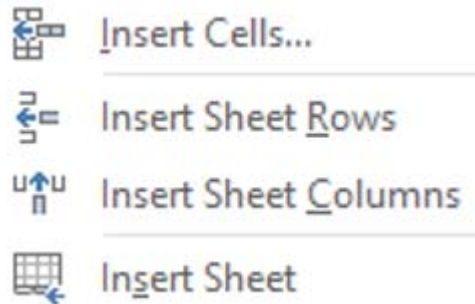 Insert Cells...
Insert Sheet Rows
Insert Sheet Columns
Insert Sheet